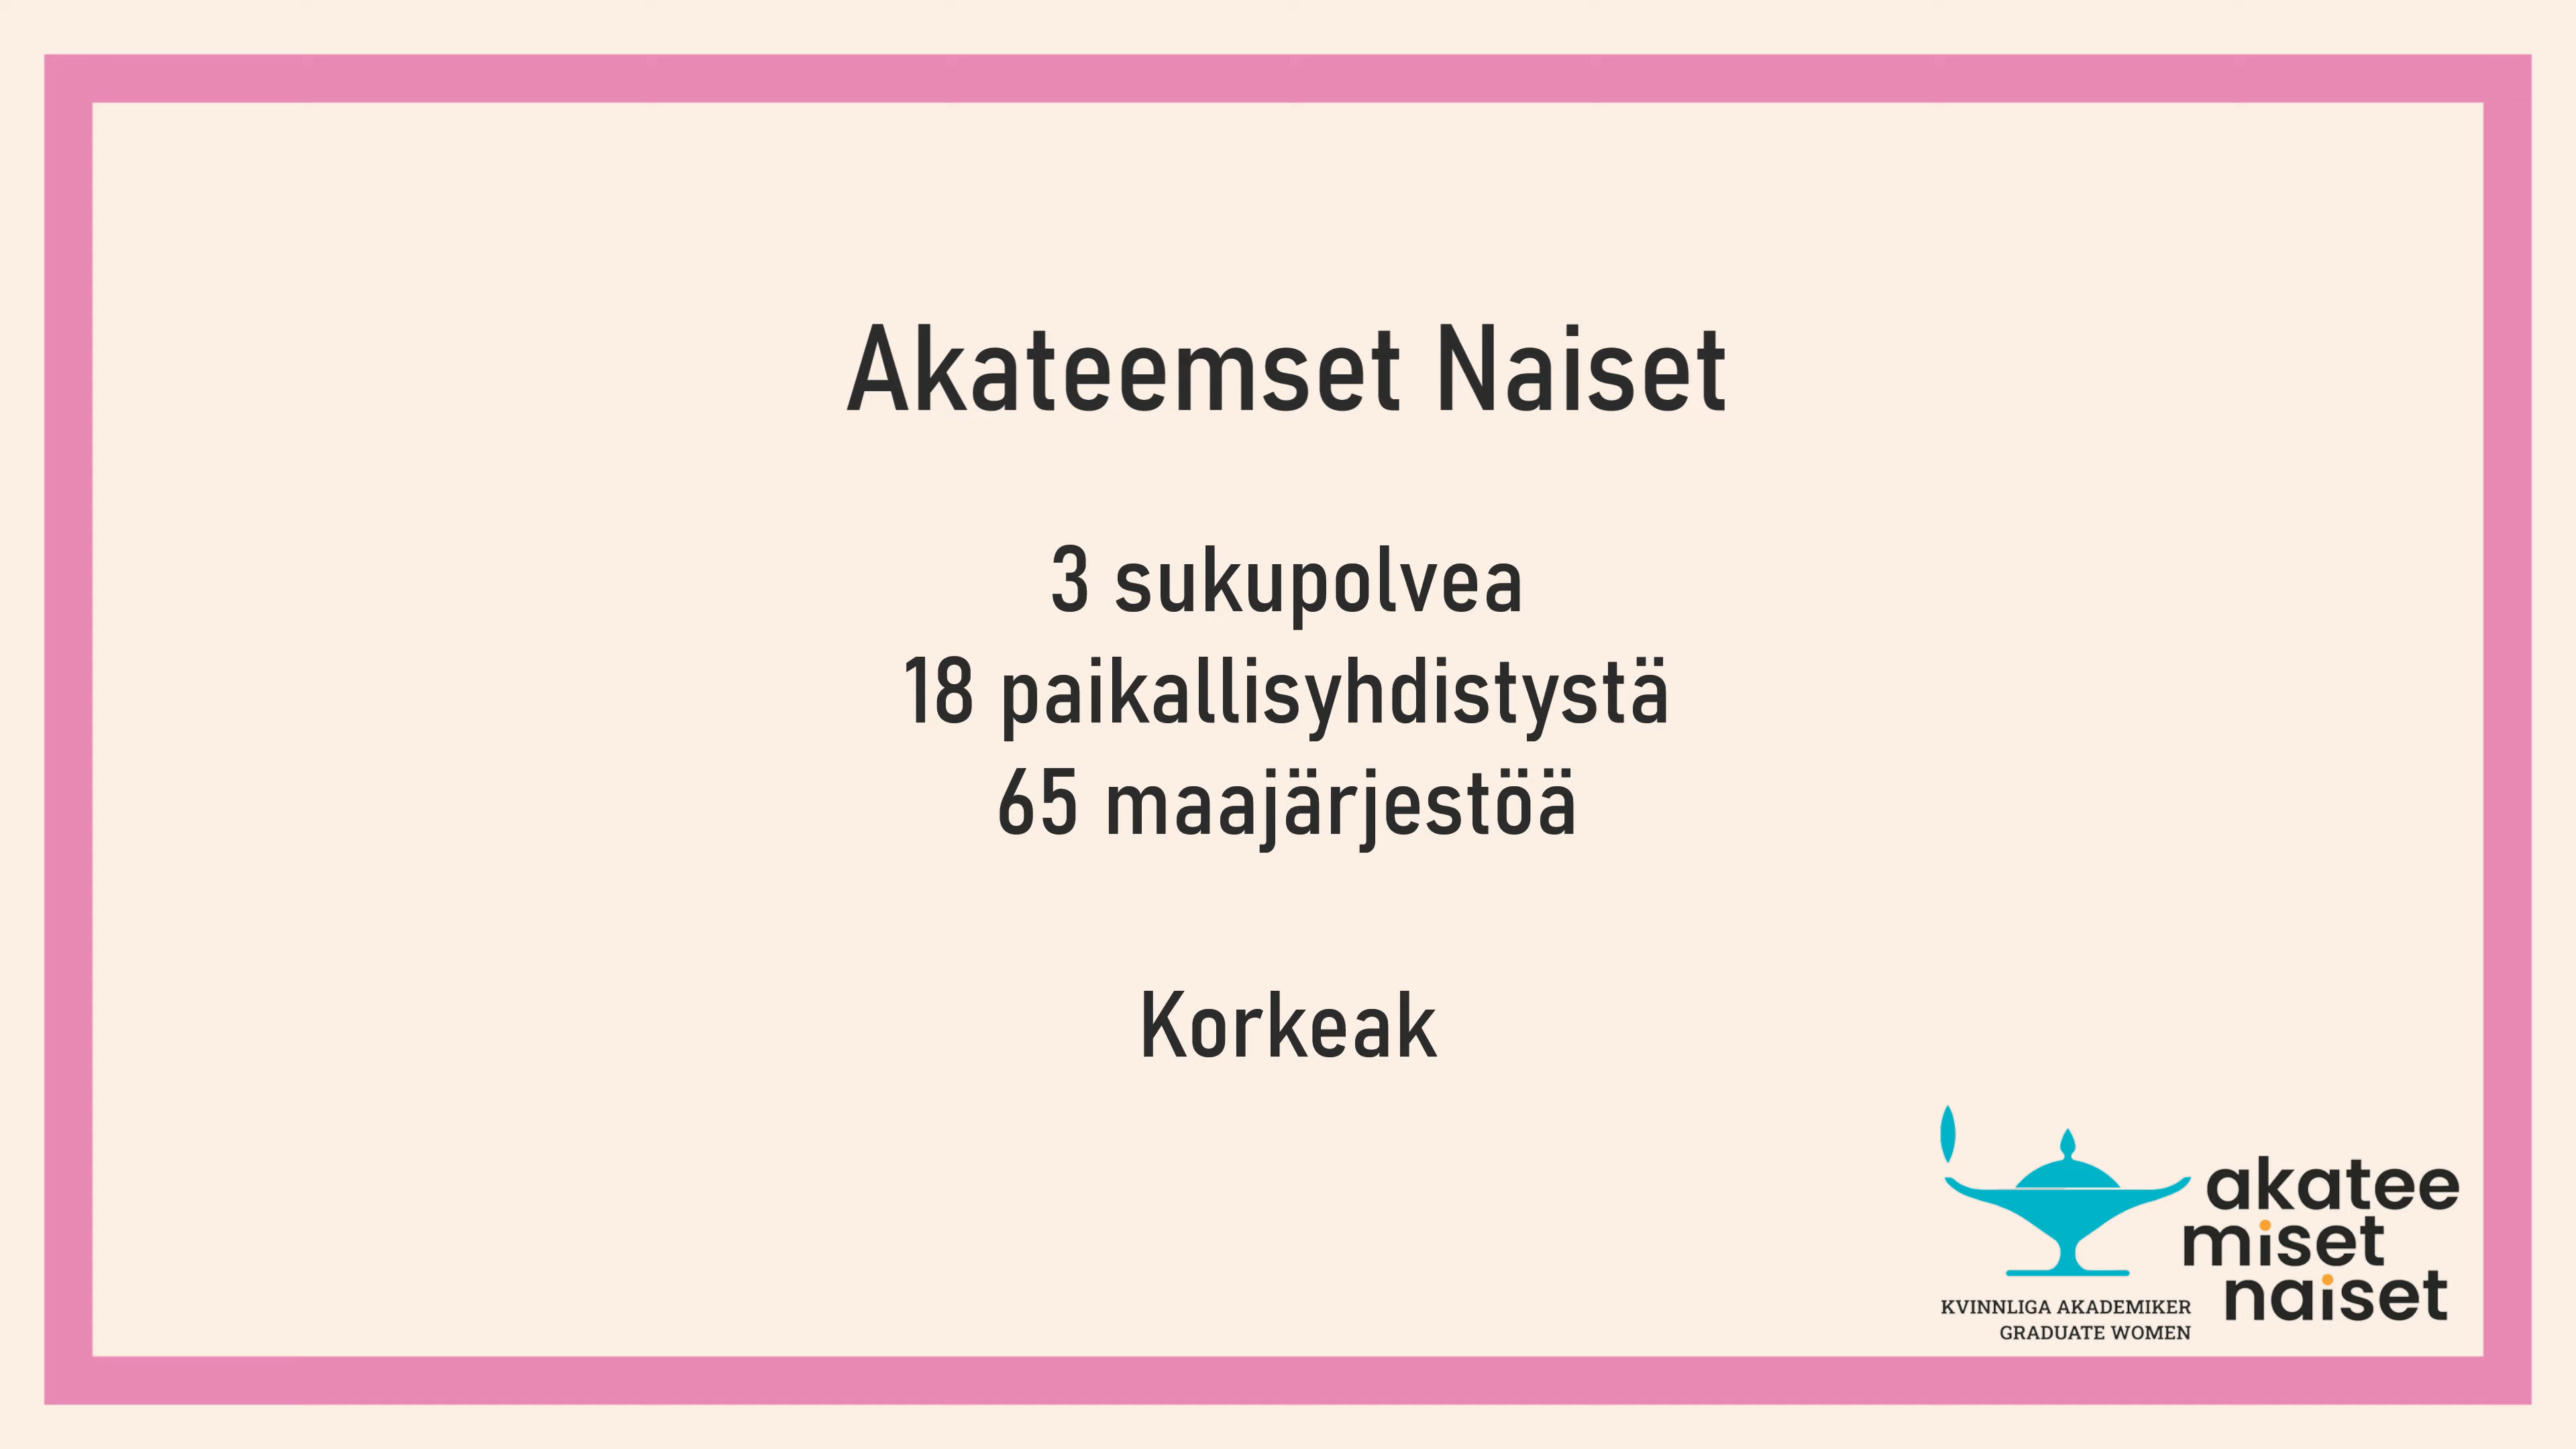 Akateemset Naiset
3 sukupolvea
18 paikallisyhdistystä
65 maajärjestöä
Korkeak
akatee
miset
naiset
KVINNLIGA AKADEMIKER
GRADUATE WOMEN